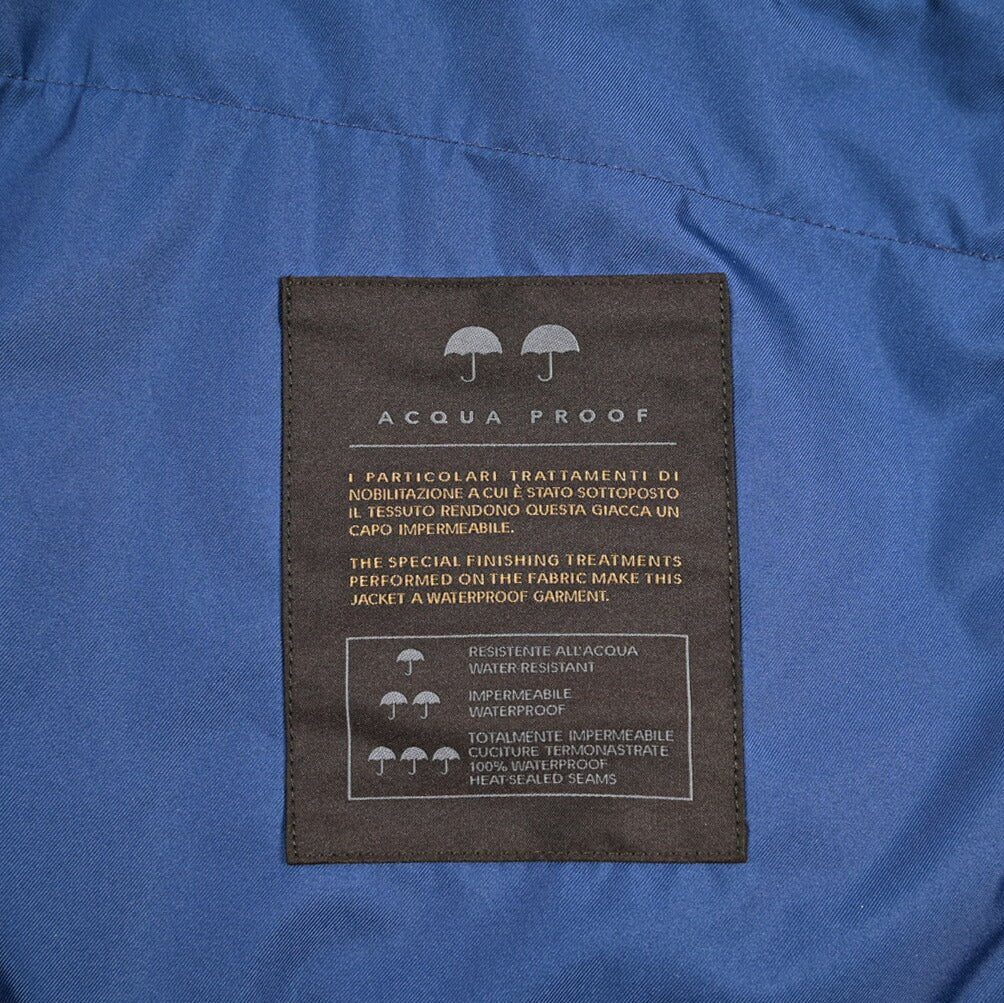 ACQUA PROOF
I PARTICOLARI TRATTAMENTI DI
NOBILITAZIONE A CUI È STATO SOTTOPOSTO
IL TESSUTO RENDONO QUESTA GIACCA UN
CAPO IMPERMEABILE.
THE SPECIAL FINISHING TREATMENTS
PERFORMED ON THE FABRIC MAKE THIS
JACKET A WATERPROOF GARMENT.
RESISTENTE ALL'ACQUA
WATER-RESISTANT
IMPERMEABILE
WATERPROOF
TOTALMENTE IMPERMEABILE
CUCITURE TERMONASTRATE
100% WATERPROOF
HEAT-SEALED SEAMS